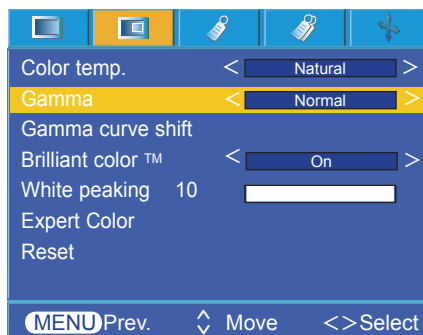 Color temp. < Natural >
Gamma < Normal >
Gamma curve shift
Brilliant color TM < On >
White peaking 10
Expert Color
Reset
MENU Prev. Move <>Select